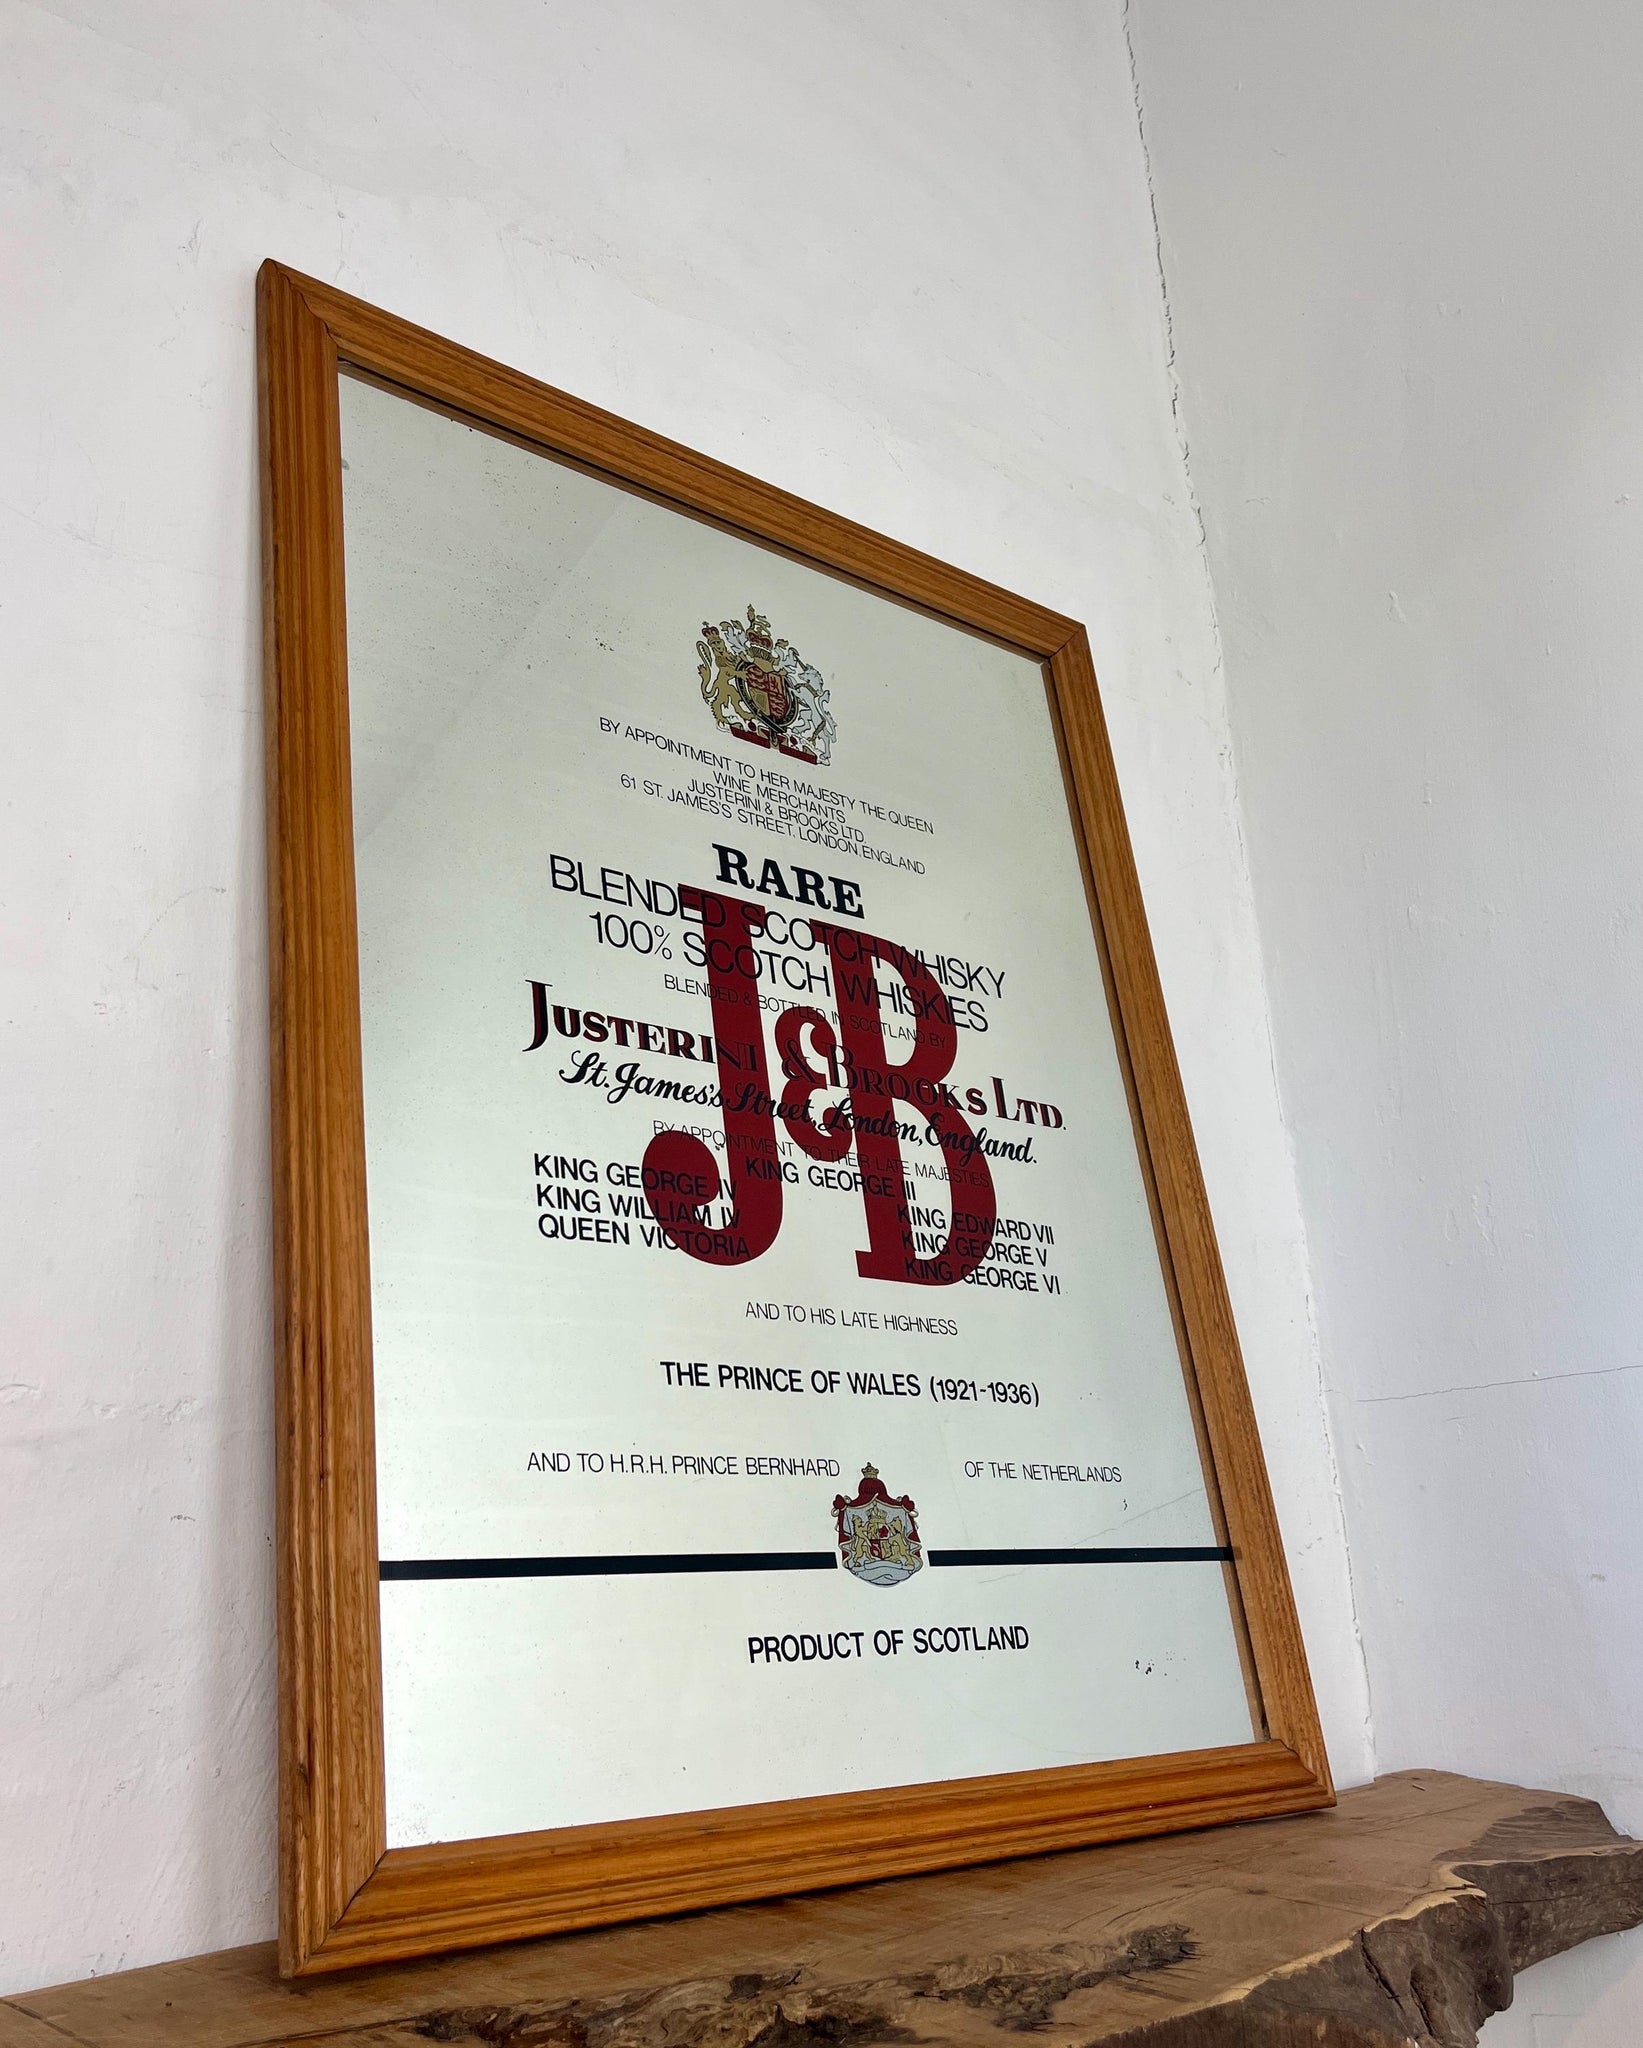 BY APPOINTMENT TO HER MAJESTY THE QUEEN
WINE MERCHANTS
JUSTERINI & BROOKS LTD.
61 ST. JAMES'S STREET, LONDON, ENGLAND
RARE
BLENDED SCOTCH WHISKY
100% SCOTCH WHISKIES
BLENDED & BOTTLED IN SCOTLAND BY
J&B
JUSTERINI & BROOKS LTD.
St. James's Street, London, England.
BY APPOINTMENT TO THEIR LATE MAJESTIES
KING GEORGE III
KING GEORGE IV
KING WILLIAM IV
QUEEN VICTORIA
KING EDWARD VII
KING GEORGE V
KING GEORGE VI
AND TO HIS LATE HIGHNESS
THE PRINCE OF WALES (1921-1936)
AND TO H.R.H. PRINCE BERNHARD OF THE NETHERLANDS
PRODUCT OF SCOTLAND